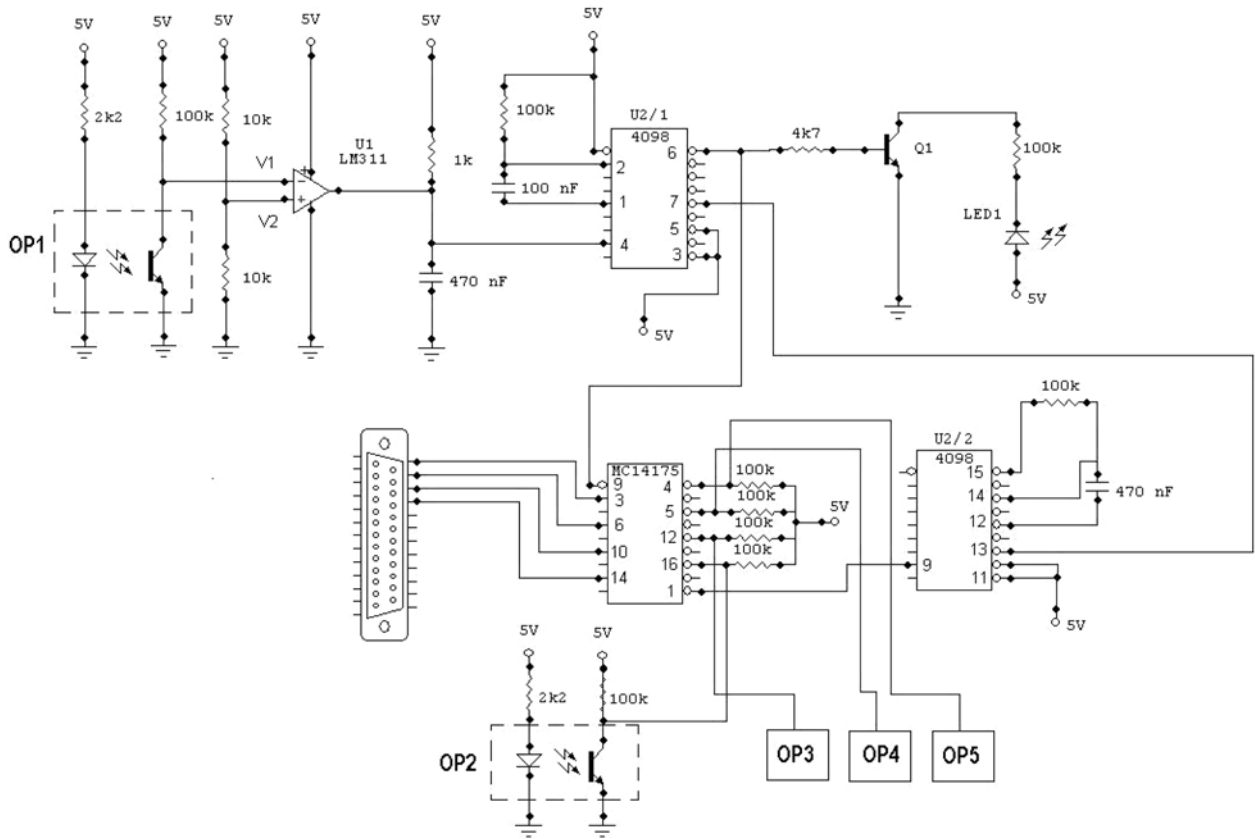 5V
5V
5V
5V
5V
5V
2k2
100k
10k
10k
V1
V2
U1
LM311
+
−
+
OP1
1k
470 nF
100k
100 nF
U2/1
4098
2
1
4
6
7
5
3
5V
4k7
Q1
100k
LED1
5V
MC14175
9
3
6
10
14
4
5
12
16
1
100k
100k
100k
100k
5V
U2/2
4098
9
15
14
12
13
11
100k
470 nF
5V
5V
5V
2k2
100k
OP2
OP3
OP4
OP5